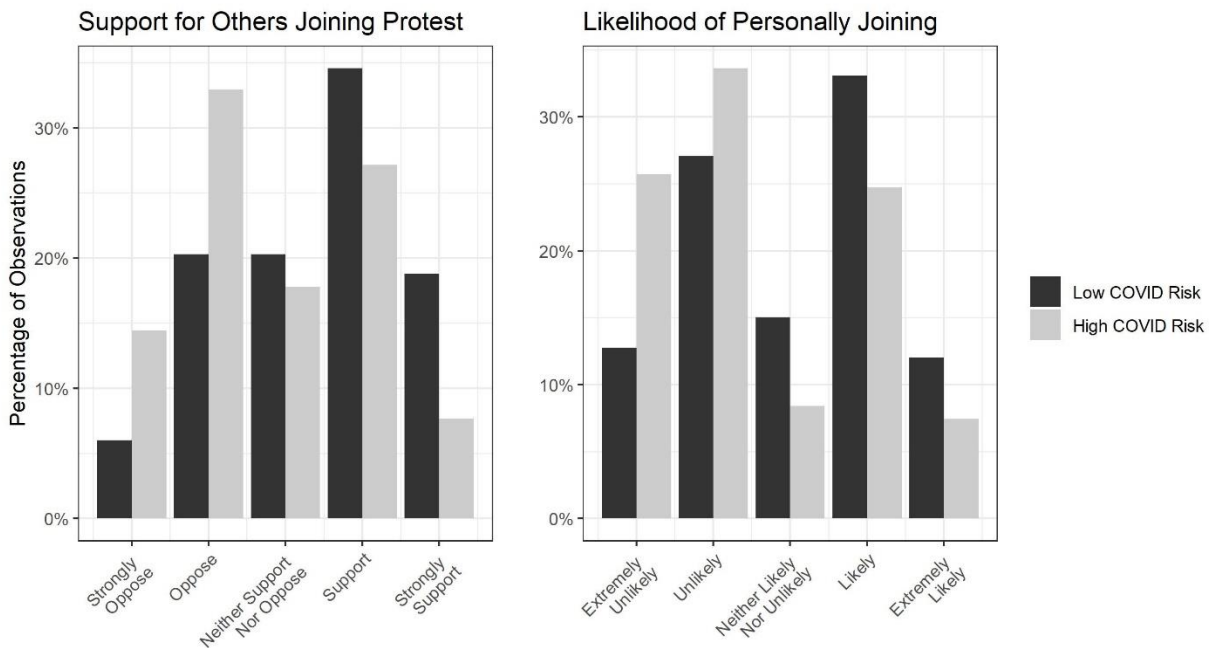 Support for Others Joining Protest
Percentage of Observations
30%
20%
10%
0%
Strongly
Oppose
Oppose
Neither Support
Nor Oppose
Support
Strongly
Support
Likelihood of Personally Joining
30%
20%
10%
0%
Extremely
Unlikely
Unlikely
Neither Likely
Nor Unlikely
Likely
Extremely
Likely
Low COVID Risk
High COVID Risk